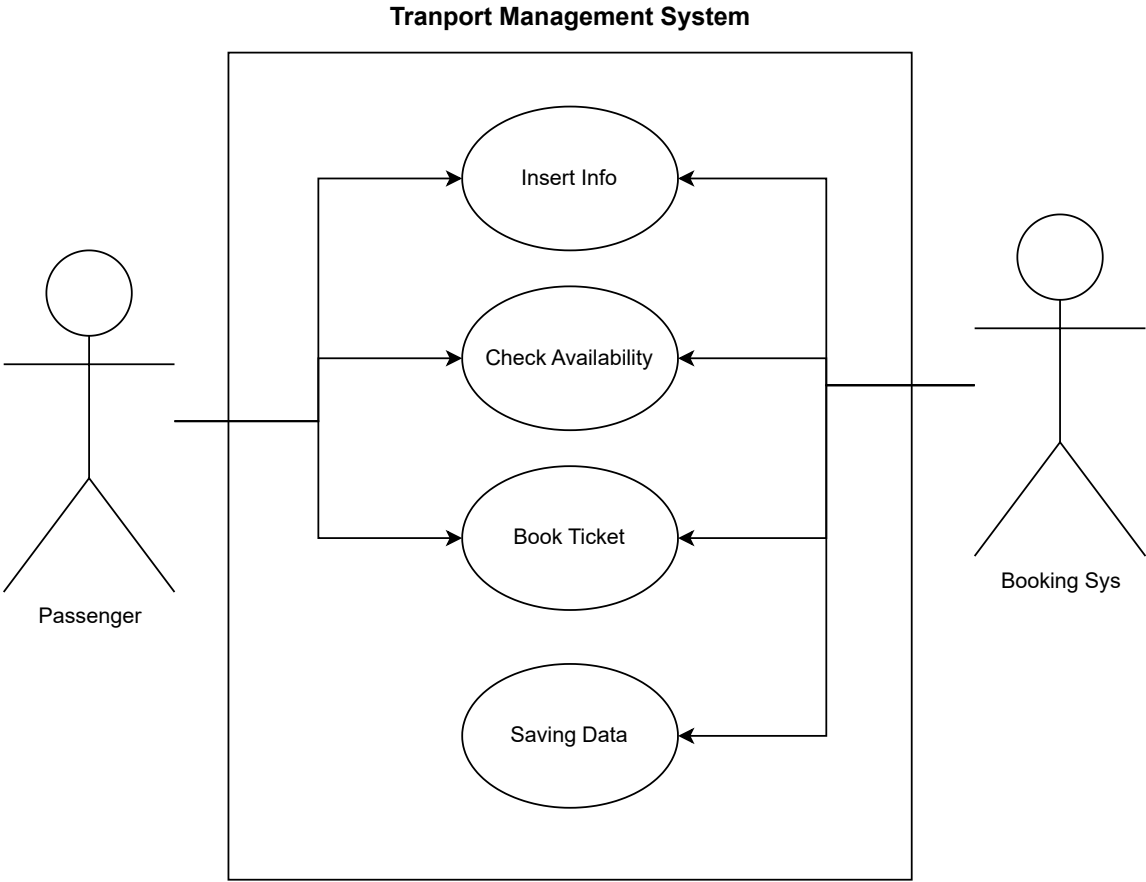 Tranport Management System
Insert Info
Check Availability
Book Ticket
Saving Data
Passenger
Booking Sys